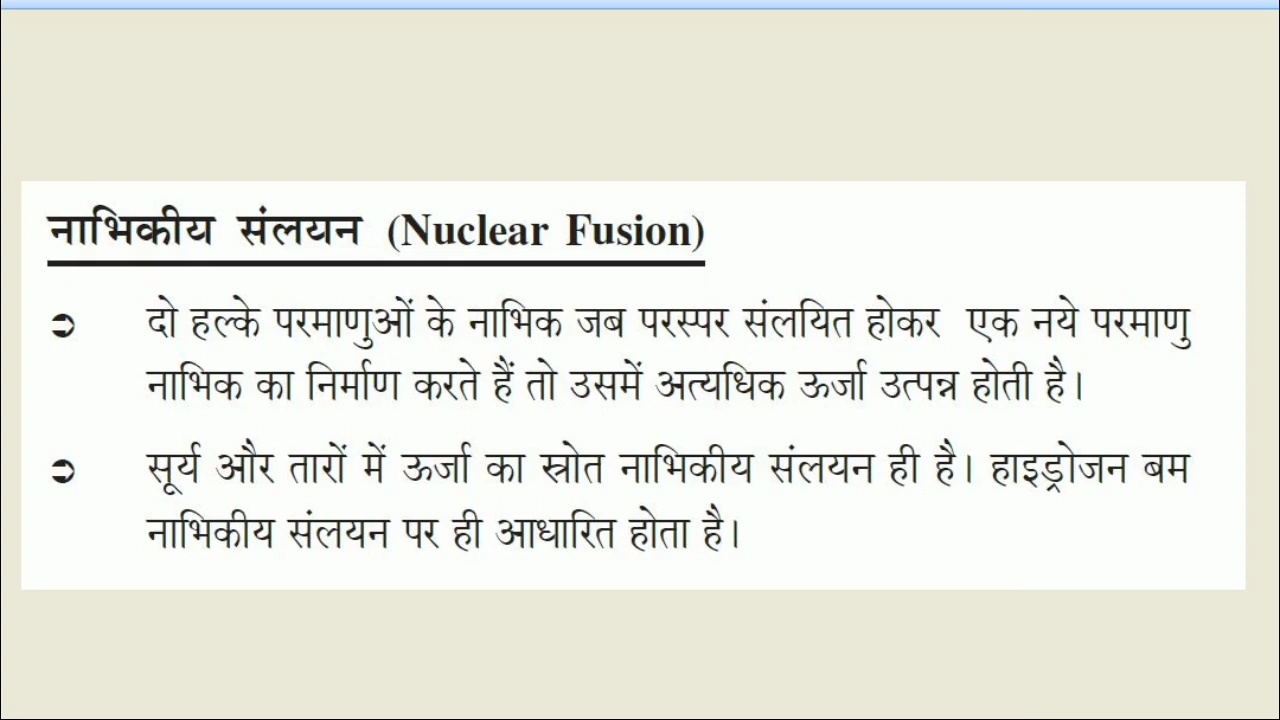 नाभिकीय संलयन (Nuclear Fusion)
➲ दो हल्के परमाणुओं के नाभिक जब परस्पर संलयित होकर एक नये परमाणु
नाभिक का निर्माण करते हैं तो उसमें अत्यधिक ऊर्जा उत्पन्न होती है।
➲ सूर्य और तारों में ऊर्जा का स्रोत नाभिकीय संलयन ही है। हाइड्रोजन बम
नाभिकीय संलयन पर ही आधारित होता है।